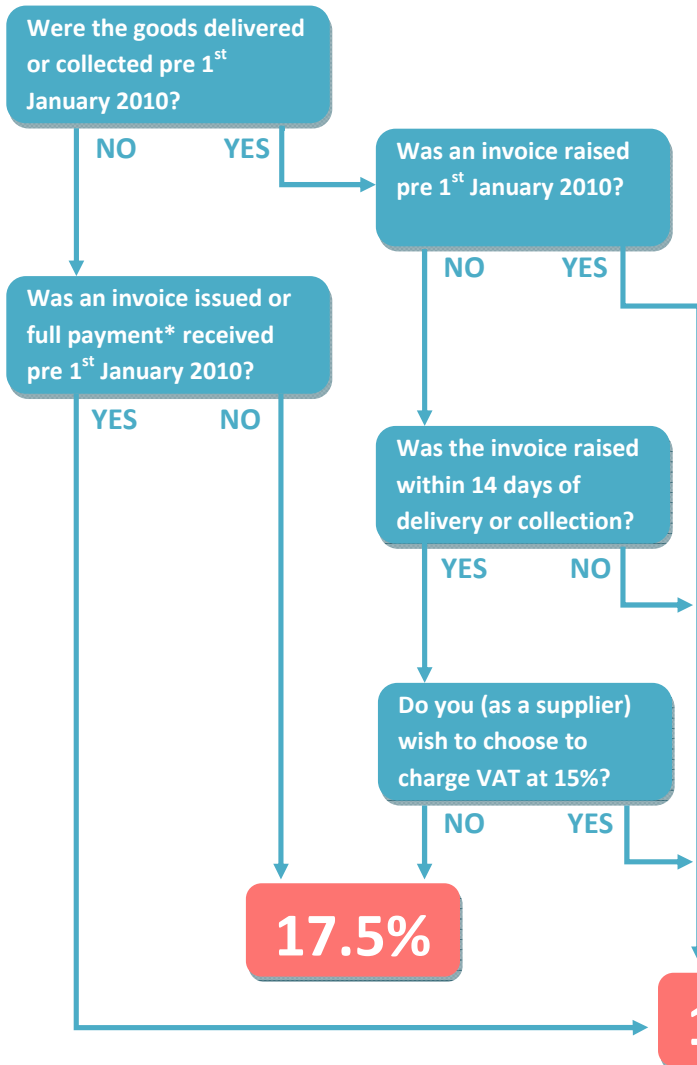 Were the goods delivered
or collected pre 1st
January 2010?
NO YES
Was an invoice raised
pre 1st January 2010?
NO YES
Was an invoice issued or
full payment* received
pre 1st January 2010?
YES NO
Was the invoice raised
within 14 days of
delivery or collection?
YES NO
Do you (as a supplier)
wish to choose to
charge VAT at 15%?
NO YES
17.5%